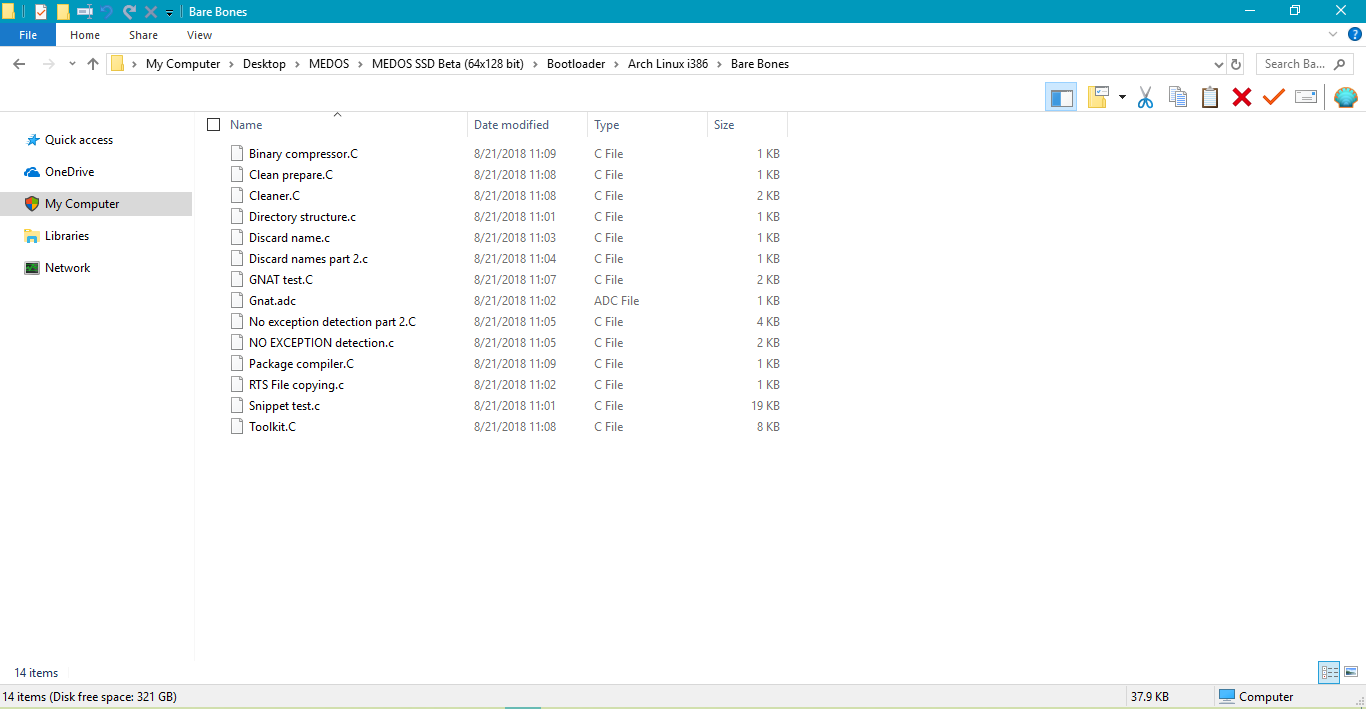 Bare Bones
File Home Share View
My Computer Desktop MEDOS MEDOS SSD Beta (64x128 bit) Bootloader Arch Linux i386 Bare Bones Search Ba...
Name Date modified Type Size
Quick access
OneDrive
My Computer
Libraries
Network
Binary compressor.C 8/21/2018 11:09 C File 1 KB
Clean prepare.C 8/21/2018 11:08 C File 1 KB
Cleaner.C 8/21/2018 11:08 C File 2 KB
Directory structure.c 8/21/2018 11:01 C File 1 KB
Discard name.c 8/21/2018 11:03 C File 1 KB
Discard names part 2.c 8/21/2018 11:04 C File 1 KB
GNAT test.C 8/21/2018 11:07 C File 2 KB
Gnat.adc 8/21/2018 11:02 ADC File 1 KB
No exception detection part 2.C 8/21/2018 11:05 C File 4 KB
NO EXCEPTION detection.c 8/21/2018 11:05 C File 2 KB
Package compiler.C 8/21/2018 11:09 C File 1 KB
RTS File copying.c 8/21/2018 11:02 C File 1 KB
Snippet test.c 8/21/2018 11:01 C File 19 KB
Toolkit.C 8/21/2018 11:08 C File 8 KB
14 items
14 items (Disk free space: 321 GB) 37.9 KB Computer